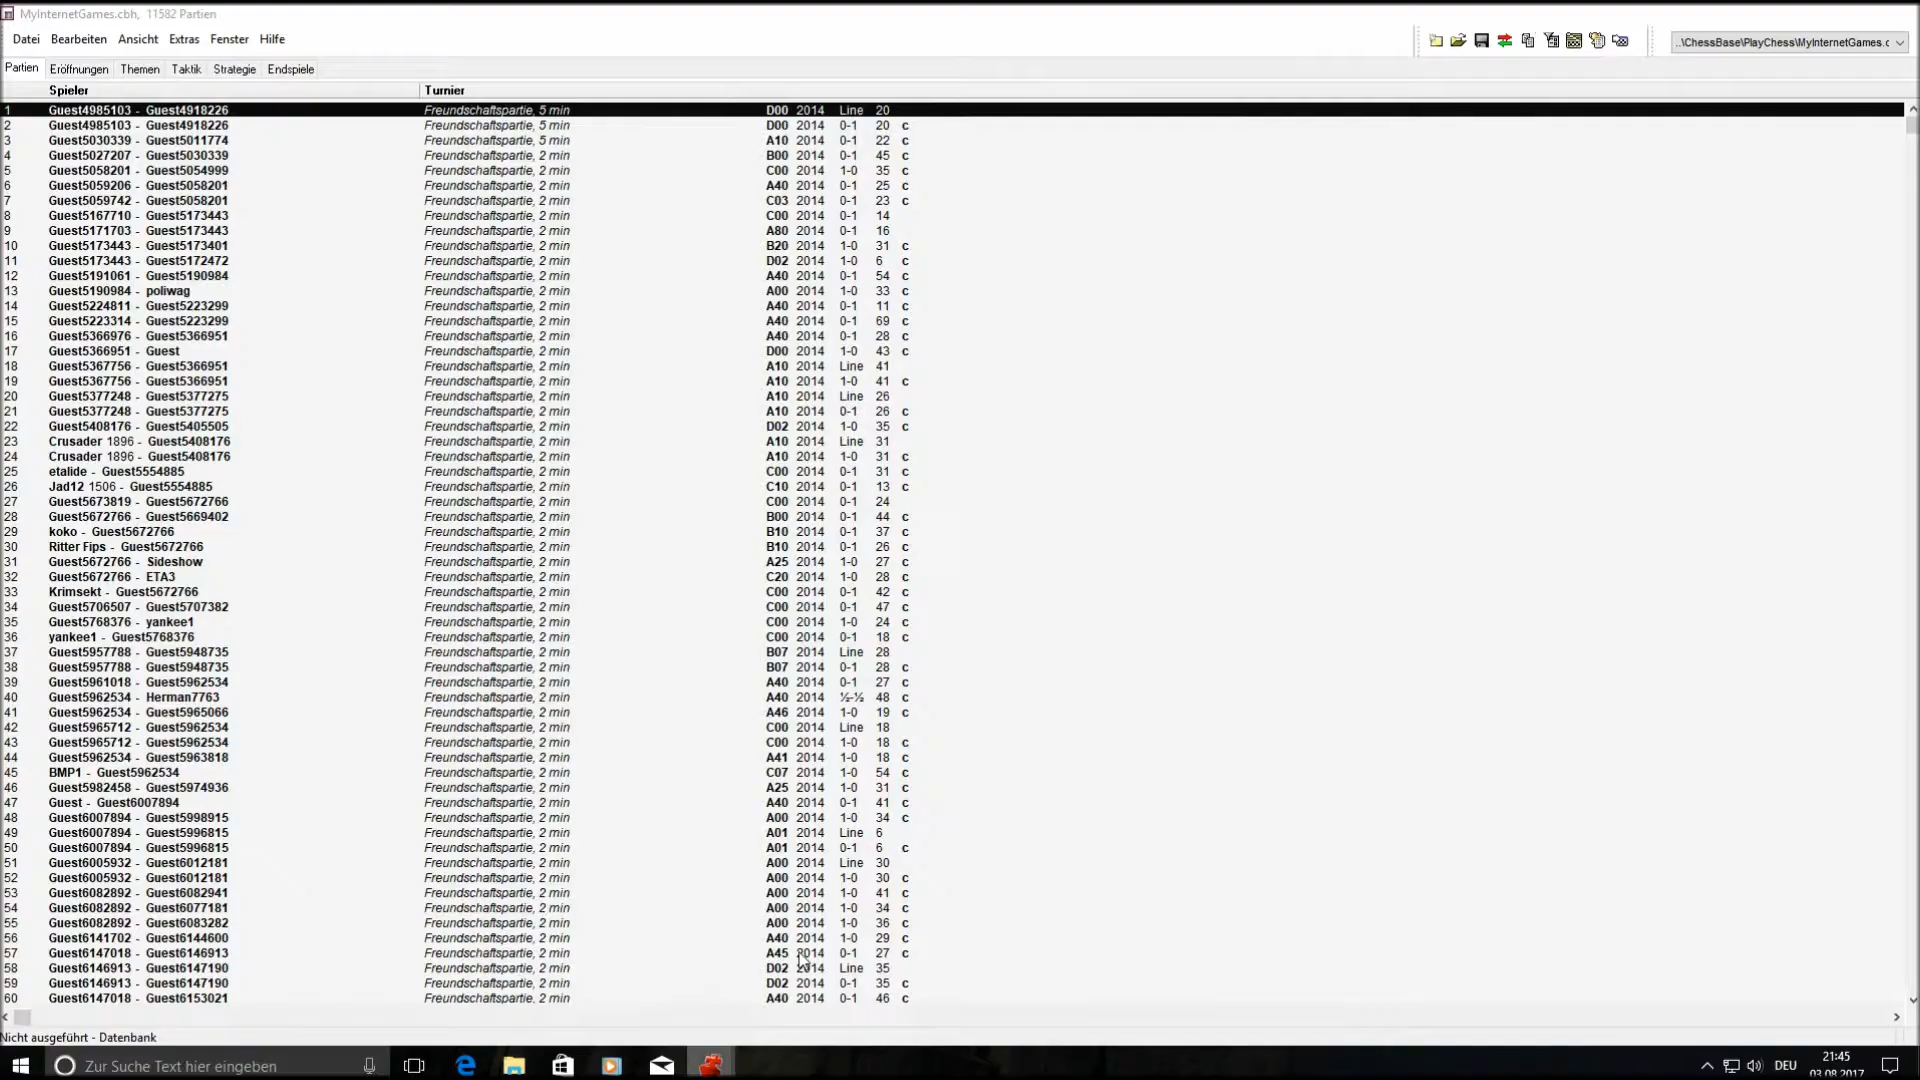 MyInternetGames.cbh, 11582 Partien
Datei Bearbeiten Ansicht Extras Fenster Hilfe
..\ChessBase\PlayChess\MyInternetGames.c
Partien Eröffnungen Themen Taktik Strategie Endspiele
Spieler Turnier
1 Guest4985103 - Guest4918226 Freundschaftspartie, 5 min D00 2014 Line 20
2 Guest4985103 - Guest4918226 Freundschaftspartie, 5 min D00 2014 0-1 20 c
3 Guest5030339 - Guest5011774 Freundschaftspartie, 5 min A10 2014 0-1 22 c
4 Guest5027207 - Guest5030339 Freundschaftspartie, 2 min B00 2014 0-1 45 c
5 Guest5058201 - Guest5054999 Freundschaftspartie, 2 min C00 2014 1-0 35 c
6 Guest5059206 - Guest5058201 Freundschaftspartie, 2 min A40 2014 0-1 25 c
7 Guest5059742 - Guest5058201 Freundschaftspartie, 2 min C03 2014 0-1 23 c
8 Guest5167710 - Guest5173443 Freundschaftspartie, 2 min C00 2014 0-1 14
9 Guest5171703 - Guest5173443 Freundschaftspartie, 2 min A80 2014 0-1 16
10 Guest5173443 - Guest5173401 Freundschaftspartie, 2 min B20 2014 1-0 31 c
11 Guest5173443 - Guest5172472 Freundschaftspartie, 2 min D02 2014 1-0 6 c
12 Guest5191061 - Guest5190984 Freundschaftspartie, 2 min A40 2014 0-1 54 c
13 Guest5190984 - poliwag Freundschaftspartie, 2 min A00 2014 1-0 33 c
14 Guest5224811 - Guest5223299 Freundschaftspartie, 2 min A40 2014 0-1 11 c
15 Guest5223314 - Guest5223299 Freundschaftspartie, 2 min A40 2014 0-1 69 c
16 Guest5366976 - Guest5366951 Freundschaftspartie, 2 min A40 2014 0-1 28 c
17 Guest5366951 - Guest Freundschaftspartie, 2 min D00 2014 1-0 43 c
18 Guest5367756 - Guest5366951 Freundschaftspartie, 2 min A10 2014 Line 41
19 Guest5367756 - Guest5366951 Freundschaftspartie, 2 min A10 2014 1-0 41 c
20 Guest5377248 - Guest5377275 Freundschaftspartie, 2 min A10 2014 Line 26
21 Guest5377248 - Guest5377275 Freundschaftspartie, 2 min A10 2014 0-1 26 c
22 Guest5408176 - Guest5405505 Freundschaftspartie, 2 min D02 2014 1-0 35 c
23 Crusader 1896 - Guest5408176 Freundschaftspartie, 2 min A10 2014 Line 31
24 Crusader 1896 - Guest5408176 Freundschaftspartie, 2 min A10 2014 1-0 31 c
25 etalide - Guest5554885 Freundschaftspartie, 2 min C00 2014 0-1 31 c
26 Jad12 1506 - Guest5554885 Freundschaftspartie, 2 min C10 2014 0-1 13 c
27 Guest5673819 - Guest5672766 Freundschaftspartie, 2 min C00 2014 0-1 24
28 Guest5672766 - Guest5669402 Freundschaftspartie, 2 min B00 2014 0-1 44 c
29 koko - Guest5672766 Freundschaftspartie, 2 min B10 2014 0-1 37 c
30 Ritter Fips - Guest5672766 Freundschaftspartie, 2 min B10 2014 0-1 26 c
31 Guest5672766 - Sideshow Freundschaftspartie, 2 min A25 2014 1-0 27 c
32 Guest5672766 - ETA3 Freundschaftspartie, 2 min C20 2014 1-0 28 c
33 Krimsekt - Guest5672766 Freundschaftspartie, 2 min C00 2014 0-1 42 c
34 Guest5706507 - Guest5707382 Freundschaftspartie, 2 min C00 2014 0-1 47 c
35 Guest5768376 - yankee1 Freundschaftspartie, 2 min C00 2014 1-0 24 c
36 yankee1 - Guest5768376 Freundschaftspartie, 2 min C00 2014 0-1 18 c
37 Guest5957788 - Guest5948735 Freundschaftspartie, 2 min B07 2014 Line 28
38 Guest5957788 - Guest5948735 Freundschaftspartie, 2 min B07 2014 0-1 28 c
39 Guest5961018 - Guest5962534 Freundschaftspartie, 2 min A40 2014 0-1 27 c
40 Guest5962534 - Herman7763 Freundschaftspartie, 2 min A40 2014 ½-½ 48 c
41 Guest5962534 - Guest5965066 Freundschaftspartie, 2 min A46 2014 1-0 19 c
42 Guest5965712 - Guest5962534 Freundschaftspartie, 2 min C00 2014 Line 18
43 Guest5965712 - Guest5962534 Freundschaftspartie, 2 min C00 2014 1-0 18 c
44 Guest5962534 - Guest5963818 Freundschaftspartie, 2 min A41 2014 1-0 18 c
45 BMP1 - Guest5962534 Freundschaftspartie, 2 min C07 2014 1-0 54 c
46 Guest5982458 - Guest5974936 Freundschaftspartie, 2 min A25 2014 1-0 31 c
47 Guest - Guest6007894 Freundschaftspartie, 2 min A40 2014 0-1 41 c
48 Guest6007894 - Guest5998915 Freundschaftspartie, 2 min A00 2014 1-0 34 c
49 Guest6007894 - Guest5996815 Freundschaftspartie, 2 min A01 2014 Line 6
50 Guest6007894 - Guest5996815 Freundschaftspartie, 2 min A01 2014 0-1 6 c
51 Guest6005932 - Guest6012181 Freundschaftspartie, 2 min A00 2014 Line 30
52 Guest6005932 - Guest6012181 Freundschaftspartie, 2 min A00 2014 1-0 30 c
53 Guest6082892 - Guest6082941 Freundschaftspartie, 2 min A00 2014 1-0 41 c
54 Guest6082892 - Guest6077181 Freundschaftspartie, 2 min A00 2014 1-0 34 c
55 Guest6082892 - Guest6083282 Freundschaftspartie, 2 min A00 2014 1-0 36 c
56 Guest6141702 - Guest6144600 Freundschaftspartie, 2 min A40 2014 1-0 29 c
57 Guest6147018 - Guest6146913 Freundschaftspartie, 2 min A45 2014 0-1 27 c
58 Guest6146913 - Guest6147190 Freundschaftspartie, 2 min D02 2014 Line 35
59 Guest6146913 - Guest6147190 Freundschaftspartie, 2 min D02 2014 0-1 35 c
60 Guest6147018 - Guest6153021 Freundschaftspartie, 2 min A40 2014 0-1 46 c
Nicht ausgeführt - Datenbank
Zur Suche Text hier eingeben
DEU
21:45
03.08.2017